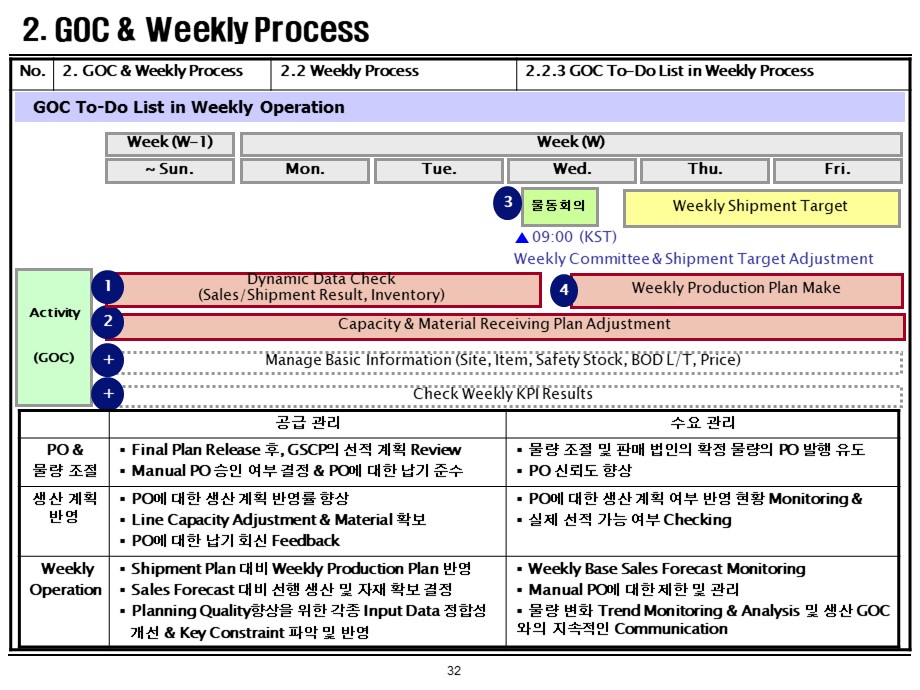 2. GOC & Weekly Process
No. 2. GOC & Weekly Process 2.2 Weekly Process 2.2.3 GOC To-Do List in Weekly Process
GOC To-Do List in Weekly Operation
Week (W-1) Week (W)
~ Sun. Mon. Tue. Wed. Thu. Fri.
3 물동회의 Weekly Shipment Target
▲ 09:00 (KST)
Weekly Committee & Shipment Target Adjustment
Activity
(GOC)
1 Dynamic Data Check
(Sales/Shipment Result, Inventory)
4 Weekly Production Plan Make
2 Capacity & Material Receiving Plan Adjustment
+ Manage Basic Information (Site, Item, Safety Stock, BOD L/T, Price)
+ Check Weekly KPI Results
공급 관리 수요 관리
PO &
물량 조절
▪ Final Plan Release 후, GSCP의 선적 계획 Review
▪ Manual PO 승인 여부 결정 & PO에 대한 납기 준수
▪ 물량 조절 및 판매 법인의 확정 물량의 PO 발행 유도
▪ PO 신뢰도 향상
생산 계획
반영
▪ PO에 대한 생산 계획 반영률 향상
▪ Line Capacity Adjustment & Material 확보
▪ PO에 대한 납기 회신 Feedback
▪ PO에 대한 생산 계획 여부 반영 현황 Monitoring &
▪ 실제 선적 가능 여부 Checking
Weekly
Operation
▪ Shipment Plan 대비 Weekly Production Plan 반영
▪ Sales Forecast 대비 선행 생산 및 자재 확보 결정
▪ Planning Quality향상을 위한 각종 Input Data 정합성
개선 & Key Constraint 파악 및 반영
▪ Weekly Base Sales Forecast Monitoring
▪ Manual PO에 대한 제한 및 관리
▪ 물량 변화 Trend Monitoring & Analysis 및 생산 GOC
와의 지속적인 Communication
32